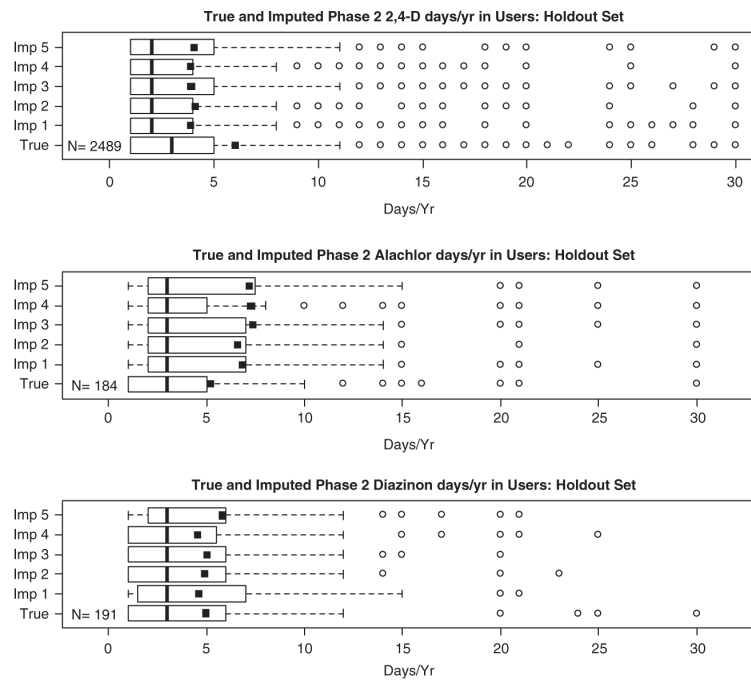 True and Imputed Phase 2 2,4-D days/yr in Users: Holdout Set
Imp 5
Imp 4
Imp 3
Imp 2
Imp 1
True
N= 2489
0 5 10 15 20 25 30
Days/Yr
True and Imputed Phase 2 Alachlor days/yr in Users: Holdout Set
Imp 5
Imp 4
Imp 3
Imp 2
Imp 1
True
N= 184
0 5 10 15 20 25 30
Days/Yr
True and Imputed Phase 2 Diazinon days/yr in Users: Holdout Set
Imp 5
Imp 4
Imp 3
Imp 2
Imp 1
True
N= 191
0 5 10 15 20 25 30
Days/Yr